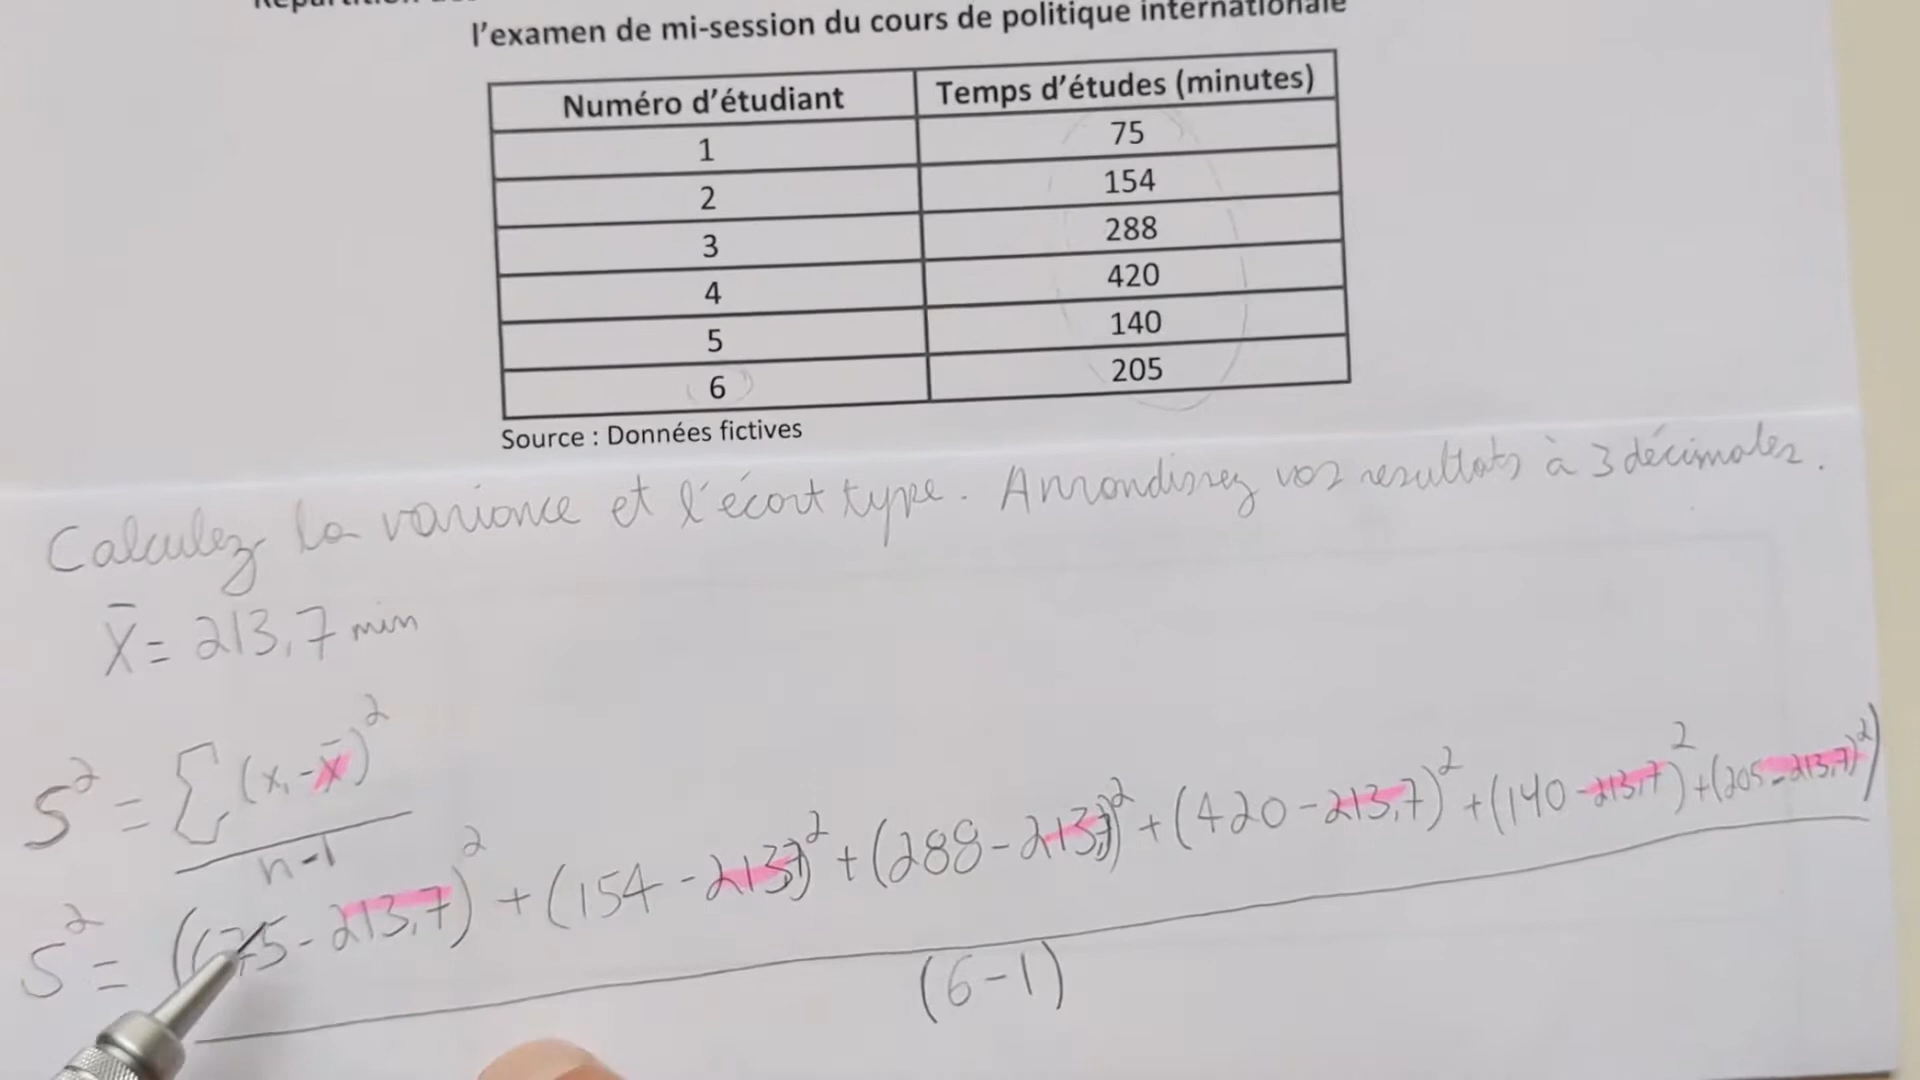 l'examen de mi-session du cours de politique internationale
Numéro d'étudiant Temps d'études (minutes)
1 75
2 154
3 288
4 420
5 140
6 205
Source : Données fictives
Calculez la variance et l'écart type. Arrondissez vos resultats à 3 décimales.
X̄ = 213,7 min
S² = Σ(xᵢ - x̄)²
n-1
S² = ((75 - 213,7)² + (154 - 213,7)² + (288 - 213,7)² + (420 - 213,7)² + (140 - 213,7)² + (205 - 213,7)²)
(6-1)